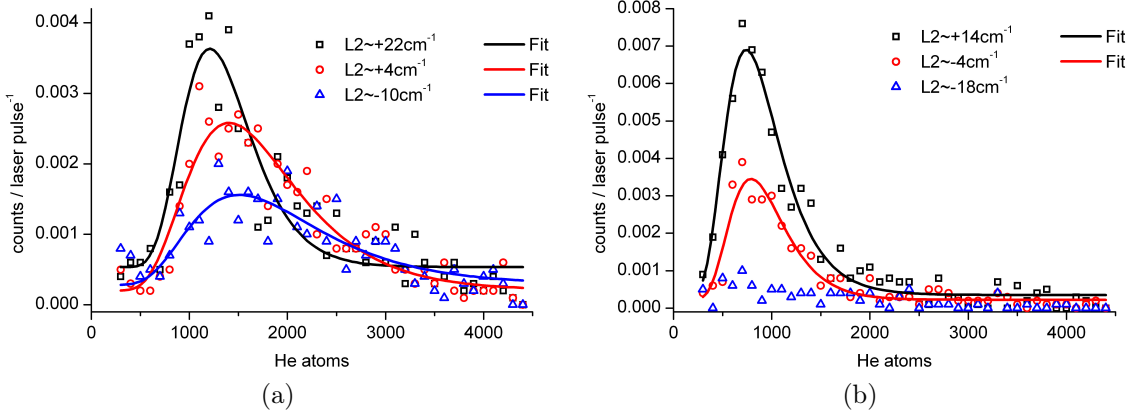 0.004
0.003
0.002
0.001
0.000
counts / laser pulse⁻¹
L2~+22cm⁻¹ Fit
L2~+4cm⁻¹ Fit
L2~-10cm⁻¹ Fit
0 1000 2000 3000 4000
He atoms
(a)
0.008
0.007
0.006
0.005
0.004
0.003
0.002
0.001
0.000
counts / laser pulse⁻¹
L2~+14cm⁻¹ Fit
L2~-4cm⁻¹ Fit
L2~-18cm⁻¹
0 1000 2000 3000 4000
He atoms
(b)